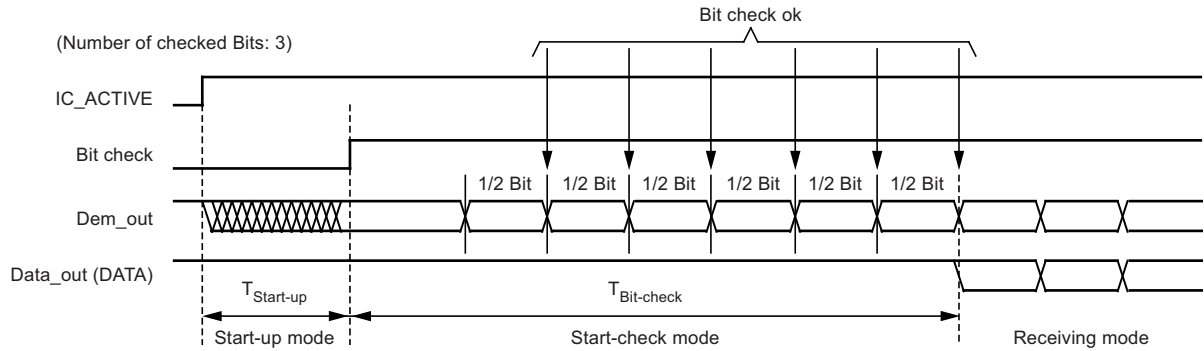 Bit check ok
(Number of checked Bits: 3)
IC_ACTIVE
Bit check
1/2 Bit 1/2 Bit 1/2 Bit 1/2 Bit 1/2 Bit 1/2 Bit
Dem_out
Data_out (DATA)
TStart-up TBit-check
Start-up mode Start-check mode Receiving mode